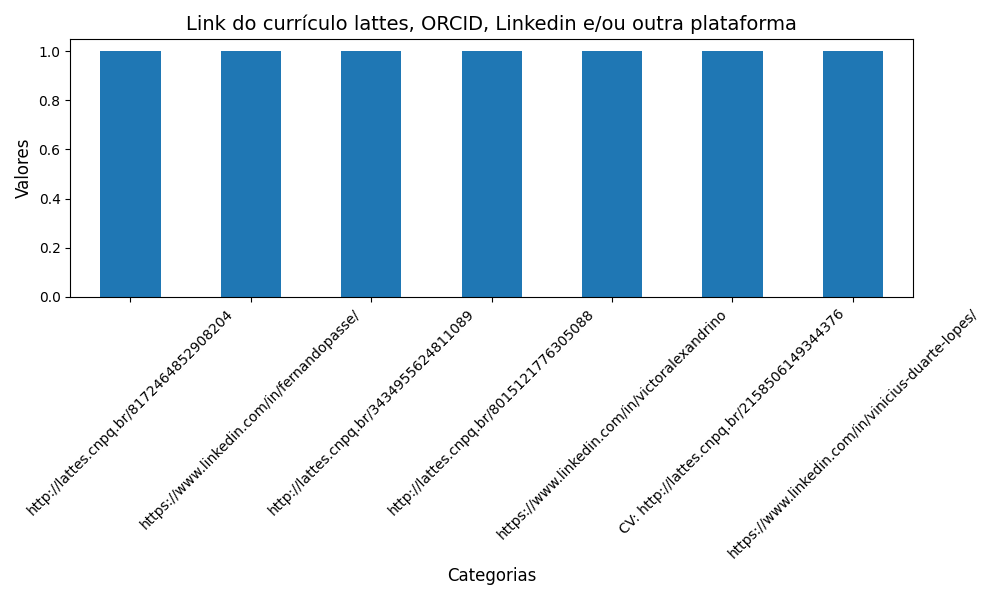 Link do currículo lattes, ORCID, Linkedin e/ou outra plataforma
Valores
1.0
0.8
0.6
0.4
0.2
0.0
http://lattes.cnpq.br/8172464852908204
https://www.linkedin.com/in/fernandopasse/
http://lattes.cnpq.br/3434955624811089
http://lattes.cnpq.br/8015121776305088
https://www.linkedin.com/in/victoralexandrino
CV: http://lattes.cnpq.br/2158506149344376
https://www.linkedin.com/in/vinicius-duarte-lopes/
Categorias